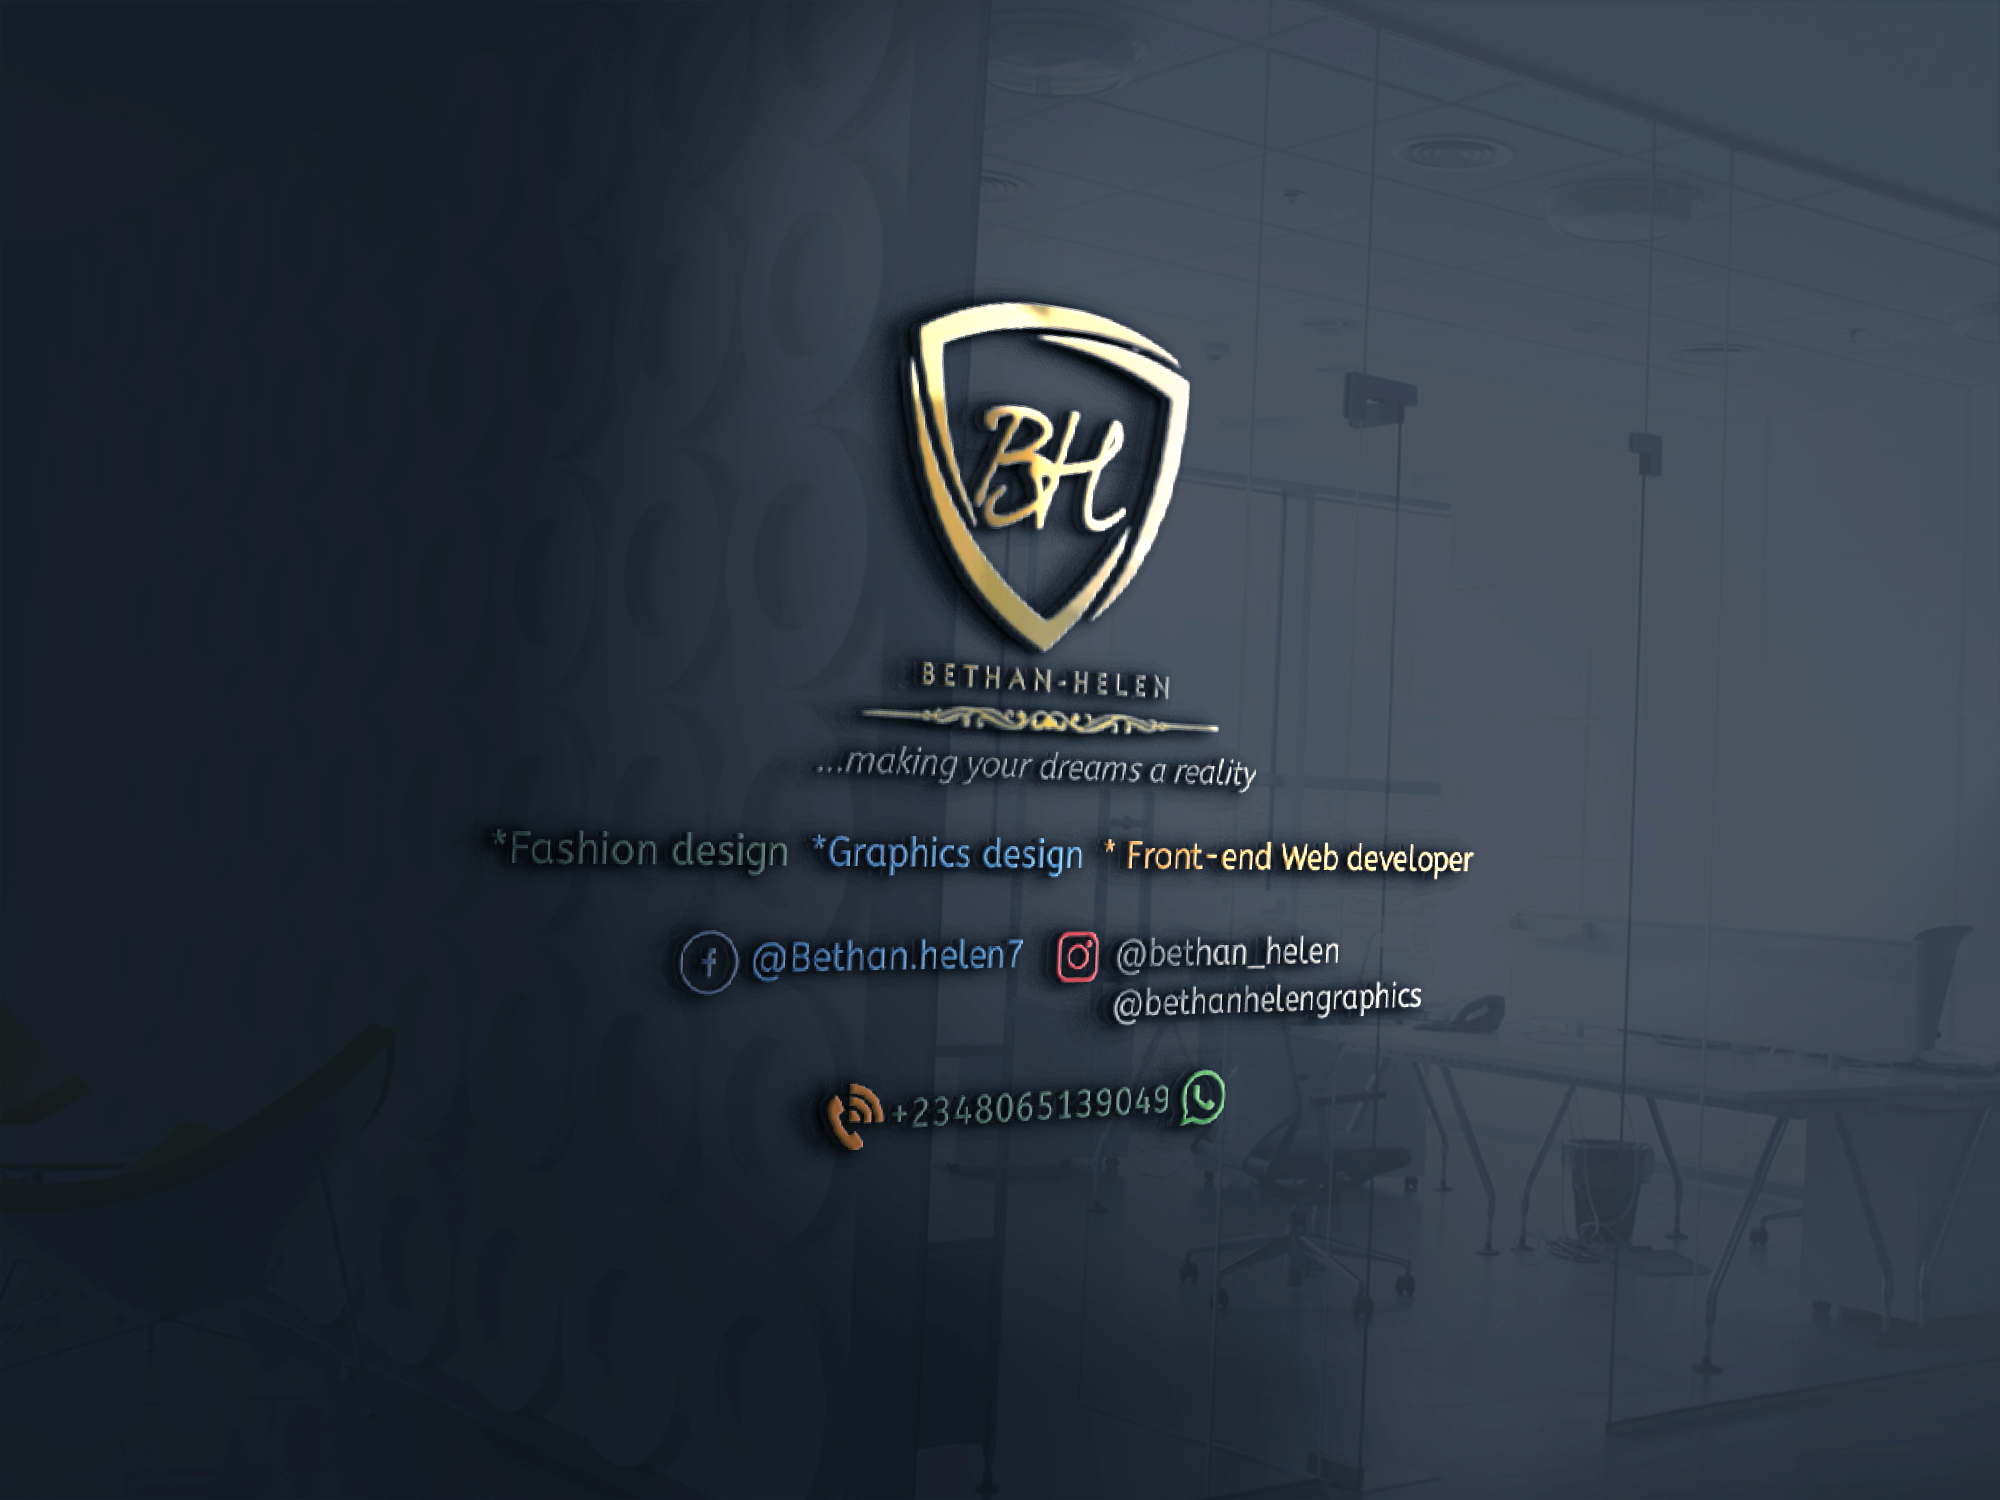 BH
BETHAN-HELEN
...making your dreams a reality
*Fashion design *Graphics design * Front-end Web developer
@Bethan.helen7 @bethan_helen
@bethanhelengraphics
+2348065139049